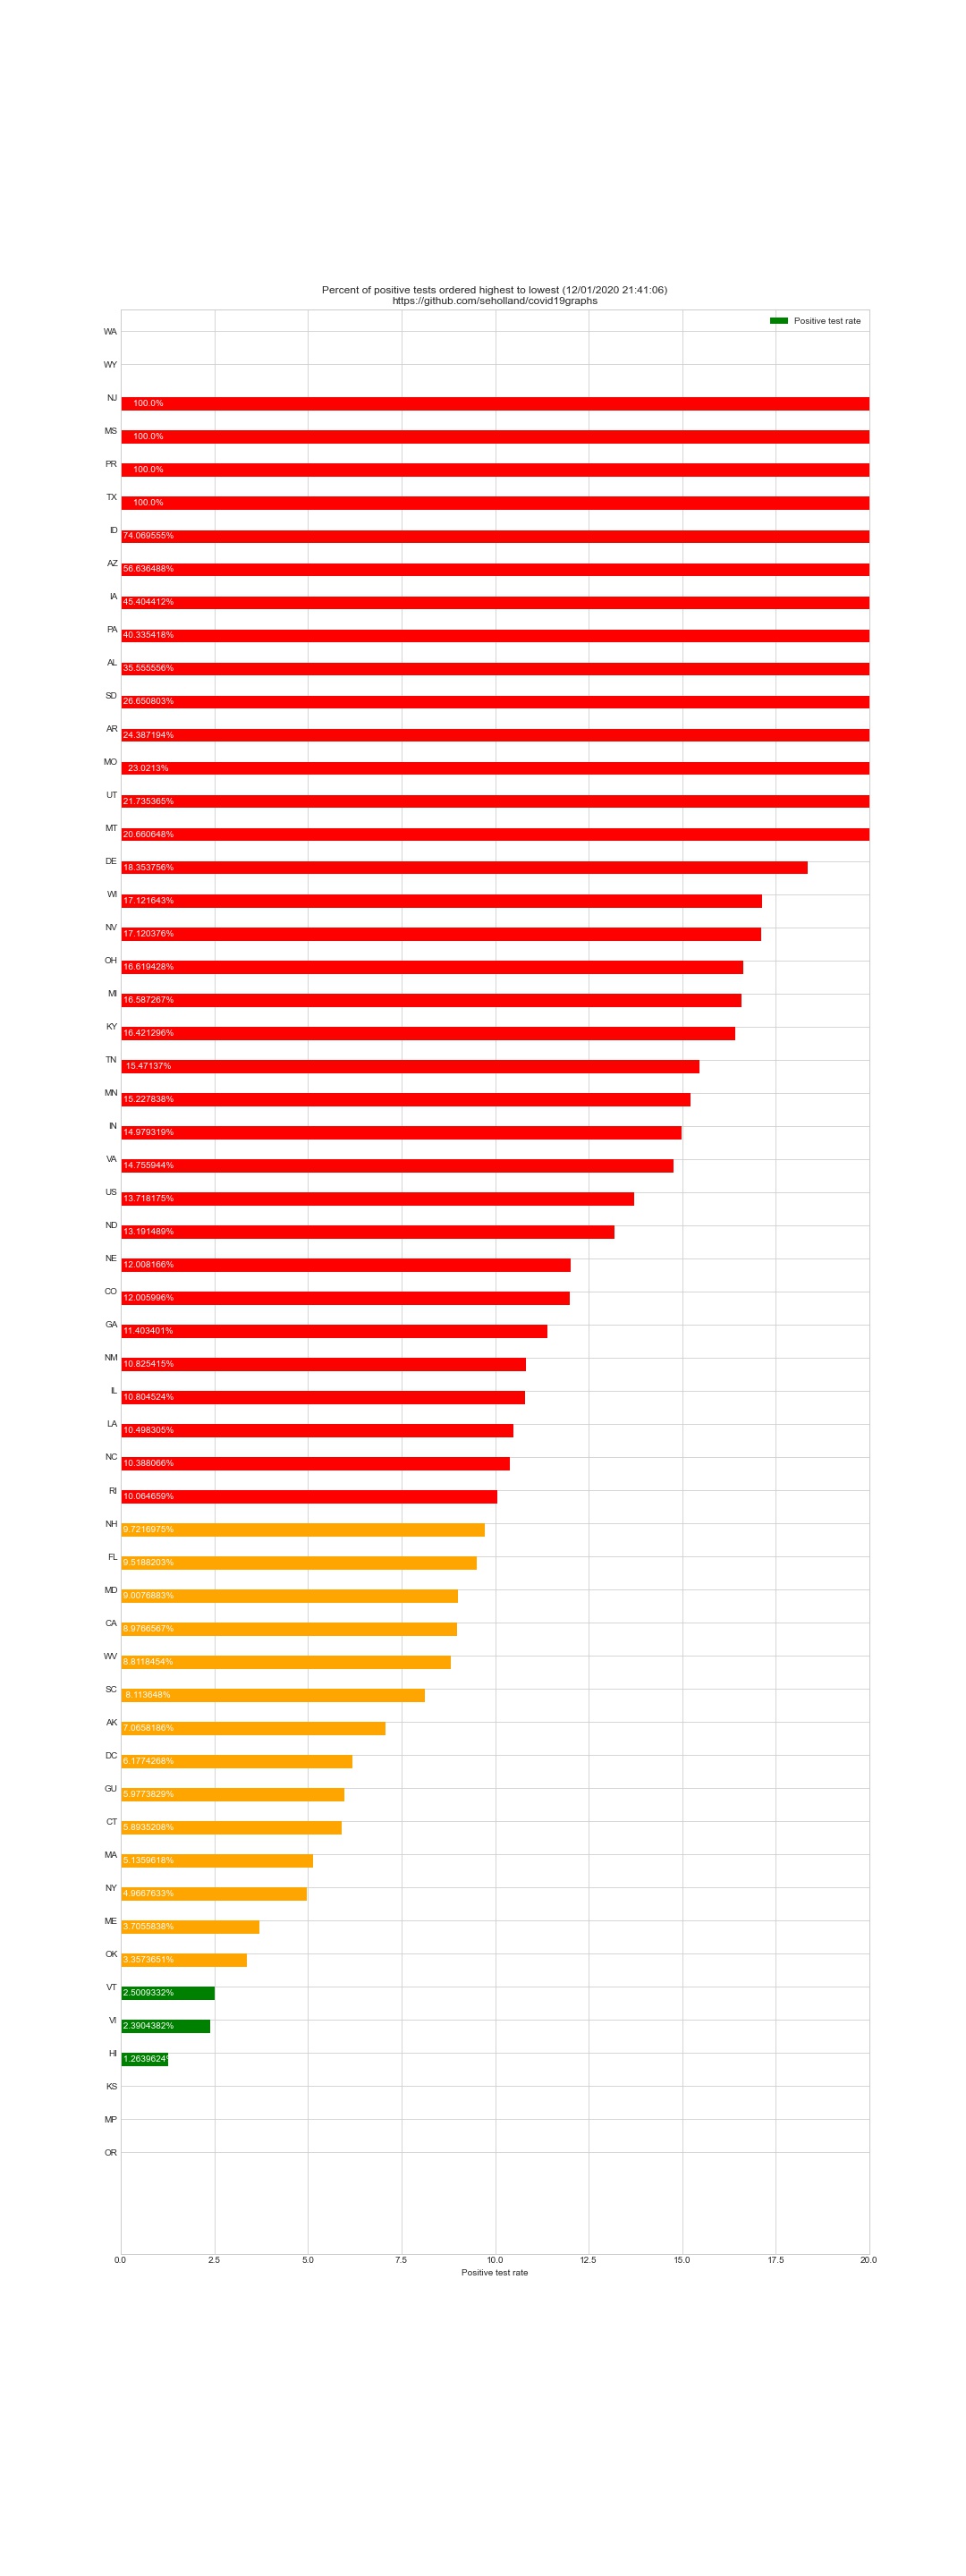 Percent of positive tests ordered highest to lowest (12/01/2020 21:41:06)
https://github.com/seholland/covid19graphs
Positive test rate
WA
WY
NJ 100.0%
MS 100.0%
PR 100.0%
TX 100.0%
ID 74.069555%
AZ 56.636488%
IA 45.404412%
PA 40.335418%
AL 35.555556%
SD 26.650803%
AR 24.387194%
MO 23.0213%
UT 21.735365%
MT 20.660648%
DE 18.353756%
WI 17.121643%
NV 17.120376%
OH 16.619428%
MI 16.587267%
KY 16.421296%
TN 15.47137%
MN 15.227838%
IN 14.979319%
VA 14.755944%
US 13.718175%
ND 13.191489%
NE 12.008166%
CO 12.005996%
GA 11.403401%
NM 10.825415%
IL 10.804524%
LA 10.498305%
NC 10.388066%
RI 10.064659%
NH 9.7216975%
FL 9.5188203%
MD 9.0076883%
CA 8.9766567%
WV 8.8118454%
SC 8.113648%
AK 7.0658186%
DC 6.1774268%
GU 5.9773829%
CT 5.8935208%
MA 5.1359618%
NY 4.9667633%
ME 3.7055838%
OK 3.3573651%
VT 2.5009332%
VI 2.3904382%
HI 1.2639624%
KS
MP
OR
0.0 2.5 5.0 7.5 10.0 12.5 15.0 17.5 20.0
Positive test rate